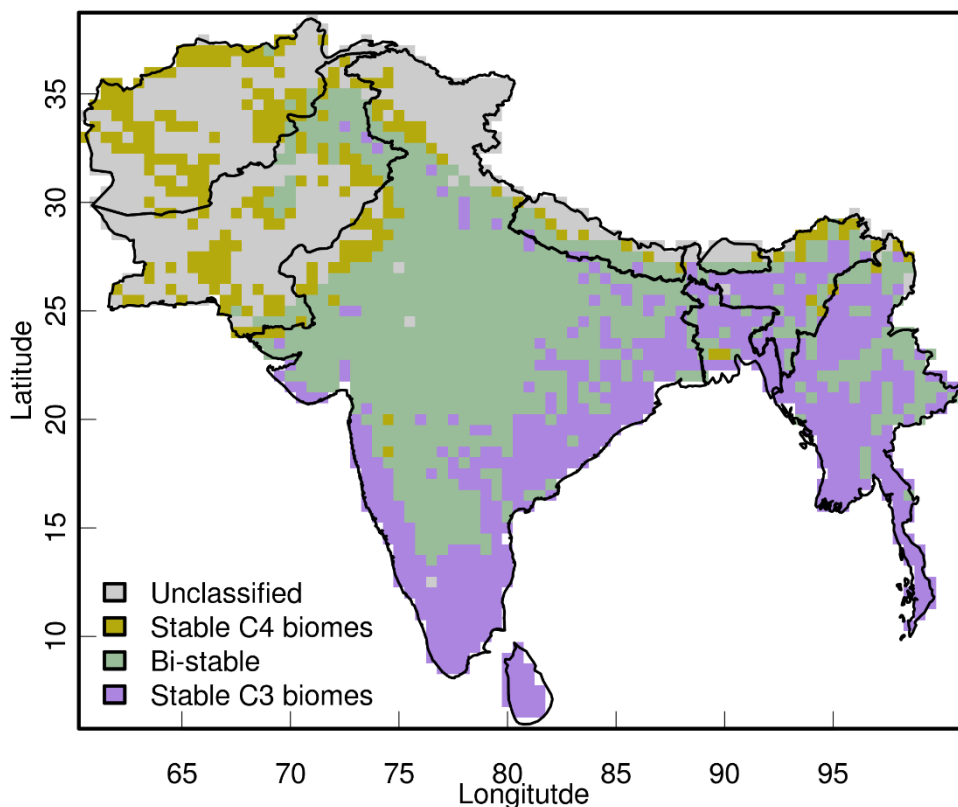 35
30
25
20
15
10
Latitude
Unclassified
Stable C4 biomes
Bi-stable
Stable C3 biomes
65 70 75 80 85 90 95
Longitutde